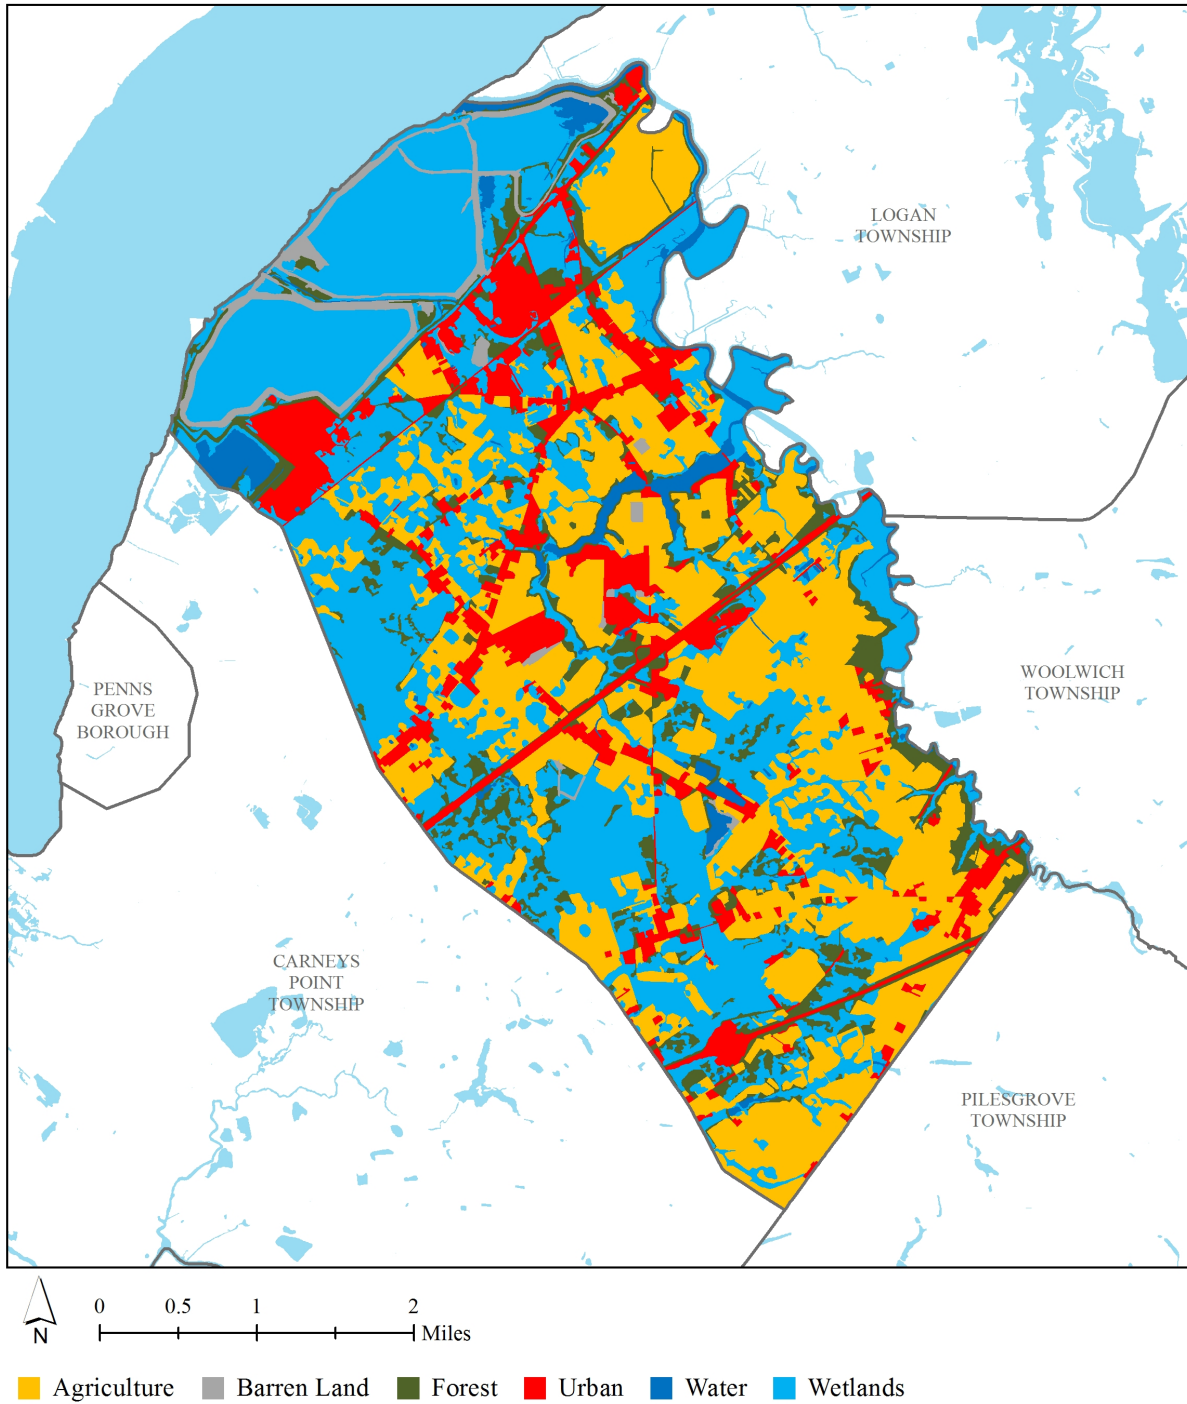 LOGAN
TOWNSHIP
PENNS
GROVE
BOROUGH
WOOLWICH
TOWNSHIP
CARNEYS
POINT
TOWNSHIP
PILESGROVE
TOWNSHIP
N
0 0.5 1 2
Miles
Agriculture Barren Land Forest Urban Water Wetlands